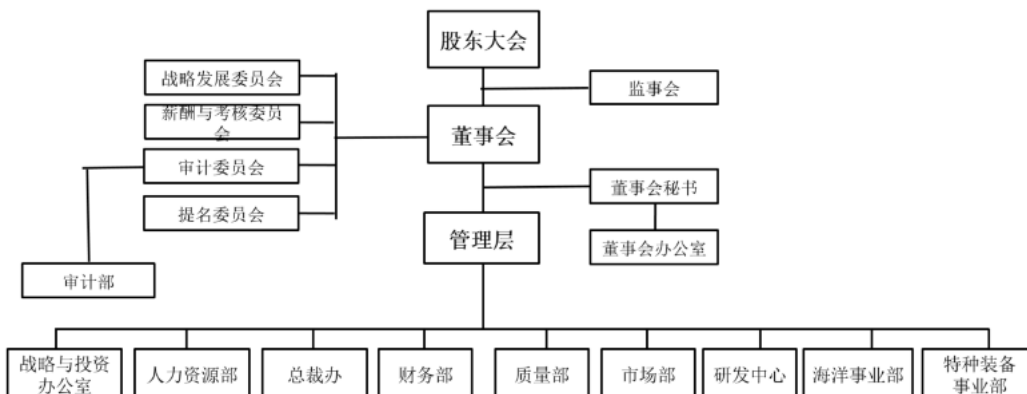 股东大会
战略发展委员会
监事会
薪酬与考核委员
会
董事会
审计委员会
董事会秘书
提名委员会
管理层
董事会办公室
审计部
战略与投资
办公室
人力资源部
总裁办
财务部
质量部
市场部
研发中心
海洋事业部
特种装备
事业部